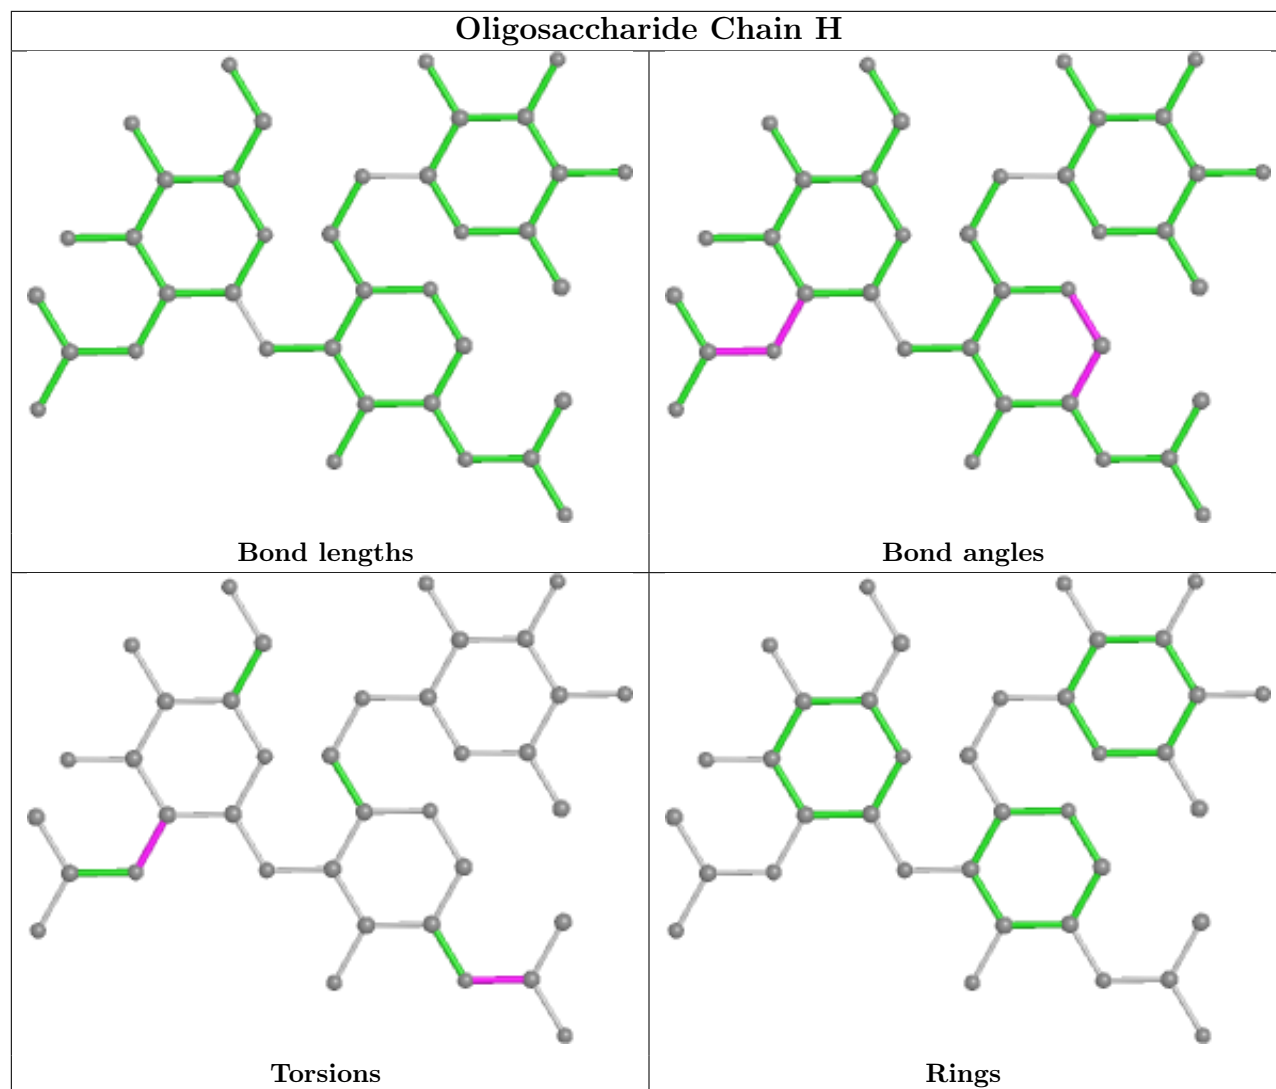 Oligosaccharide Chain H
Bond lengths
Bond angles
Torsions
Rings